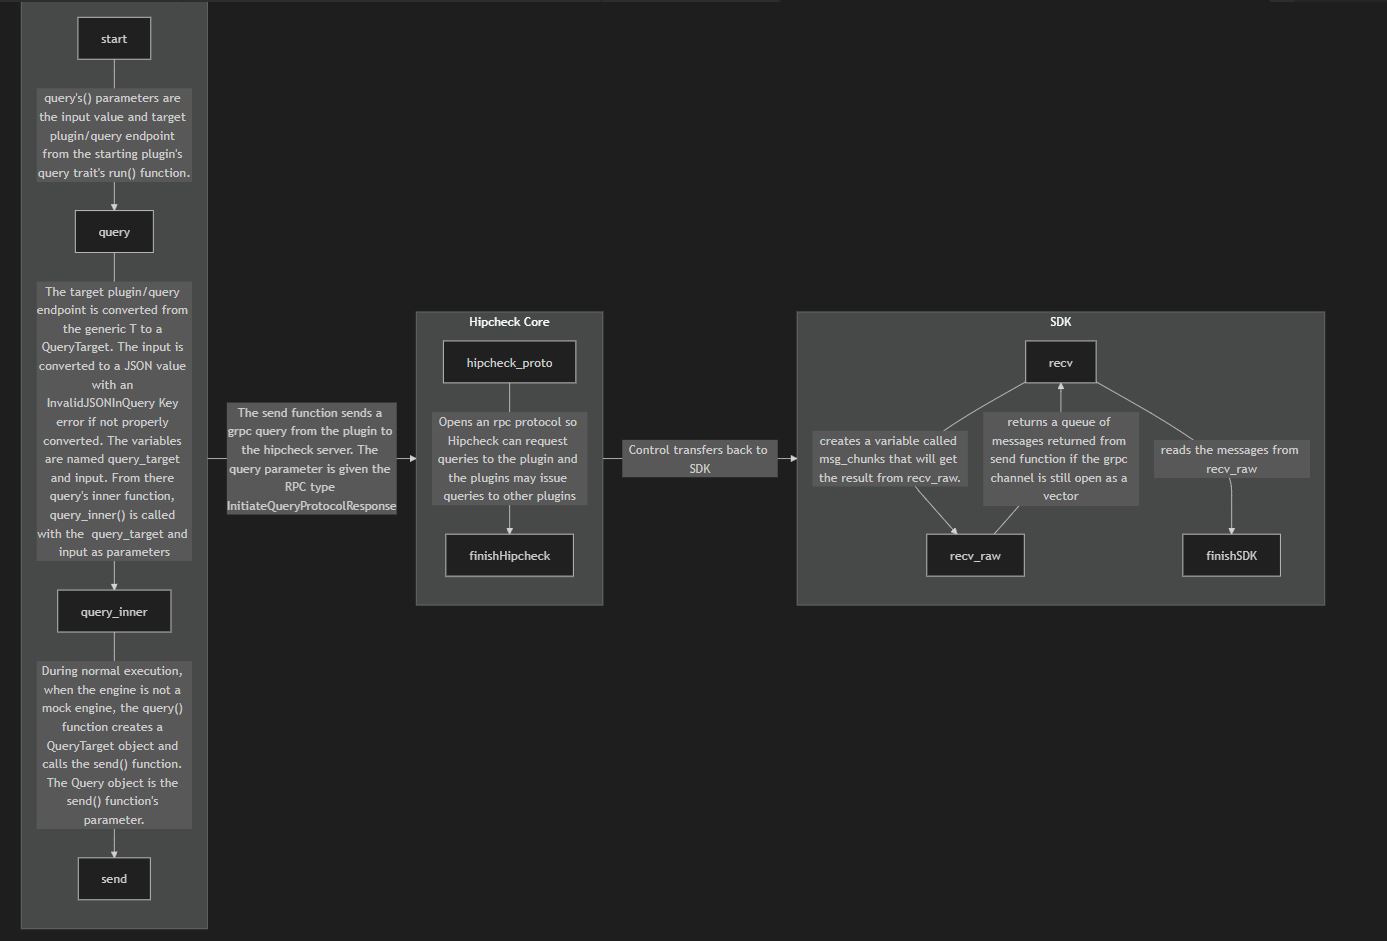 start
query's() parameters are
the input value and target
plugin/query endpoint
from the starting plugin's
query trait's run() function.
query
The target plugin/query
endpoint is converted from
the generic T to a
QueryTarget. The input is
converted to a JSON value
with an
InvalidJSONInQuery Key
error if not properly
converted. The variables
are named query_target
and input. From there
query's inner function,
query_inner() is called
with the query_target and
input as parameters
query_inner
During normal execution,
when the engine is not a
mock engine, the query()
function creates a
QueryTarget object and
calls the send() function.
The Query object is the
send() function's
parameter.
send
The send function sends a
grpc query from the plugin to
the hipcheck server. The
query parameter is given the
RPC type
InitiateQueryProtocolResponse
Hipcheck Core
hipcheck_proto
Opens an rpc protocol so
Hipcheck can request
queries to the plugin and
the plugins may issue
queries to other plugins
finishHipcheck
Control transfers back to
SDK
SDK
recv
creates a variable called
msg_chunks that will get
the result from recv_raw.
returns a queue of
messages returned from
send function if the grpc
channel is still open as a
vector
reads the messages from
recv_raw
recv_raw
finishSDK